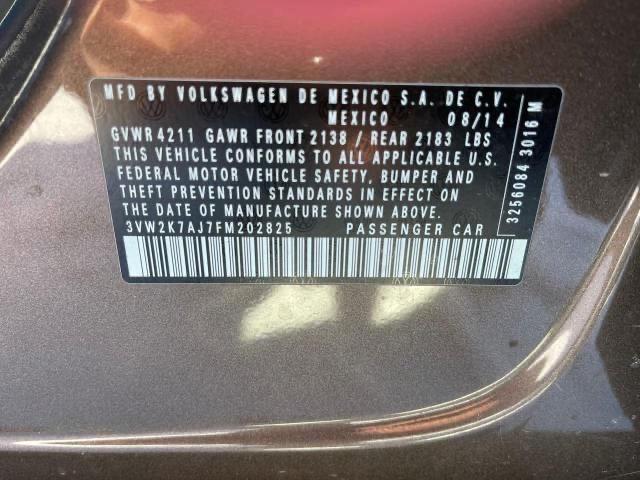 MFD BY VOLKSWAGEN DE MEXICO S.A. DE C.V.
MEXICO 08/14
GVWR 4211 GAWR FRONT 2138 / REAR 2183 LBS
THIS VEHICLE CONFORMS TO ALL APPLICABLE U.S.
FEDERAL MOTOR VEHICLE SAFETY, BUMPER AND
THEFT PREVENTION STANDARDS IN EFFECT ON
THE DATE OF MANUFACTURE SHOWN ABOVE.
3VW2K7AJ7FM202825 PASSENGER CAR
3256084 3016 M